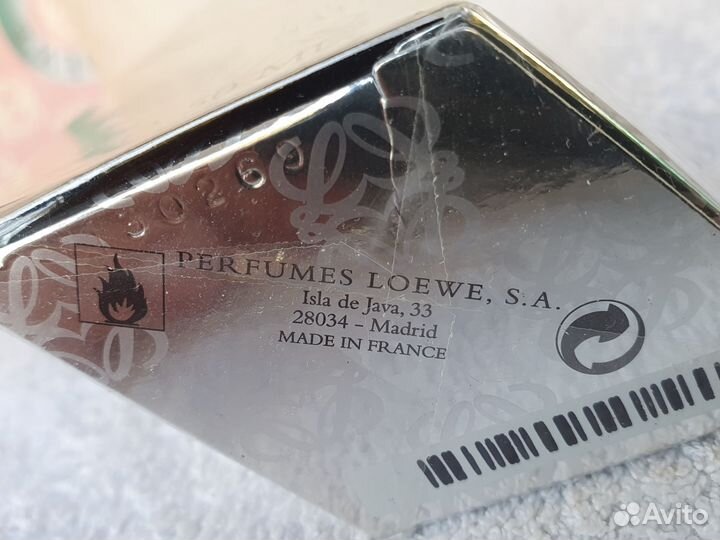 PERFUMES LOEWE, S.A.
Isla de Java, 33
28034 - Madrid
MADE IN FRANCE
Avito